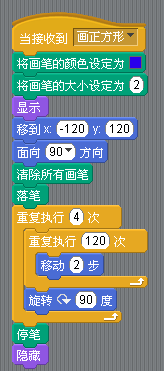 当接收到 画正方形
将画笔的颜色设定为
将画笔的大小设定为 2
显示
移到 x: -120 y: 120
面向 90 方向
清除所有画笔
落笔
重复执行 4 次
重复执行 120 次
移动 2 步
旋转 90 度
停笔
隐藏